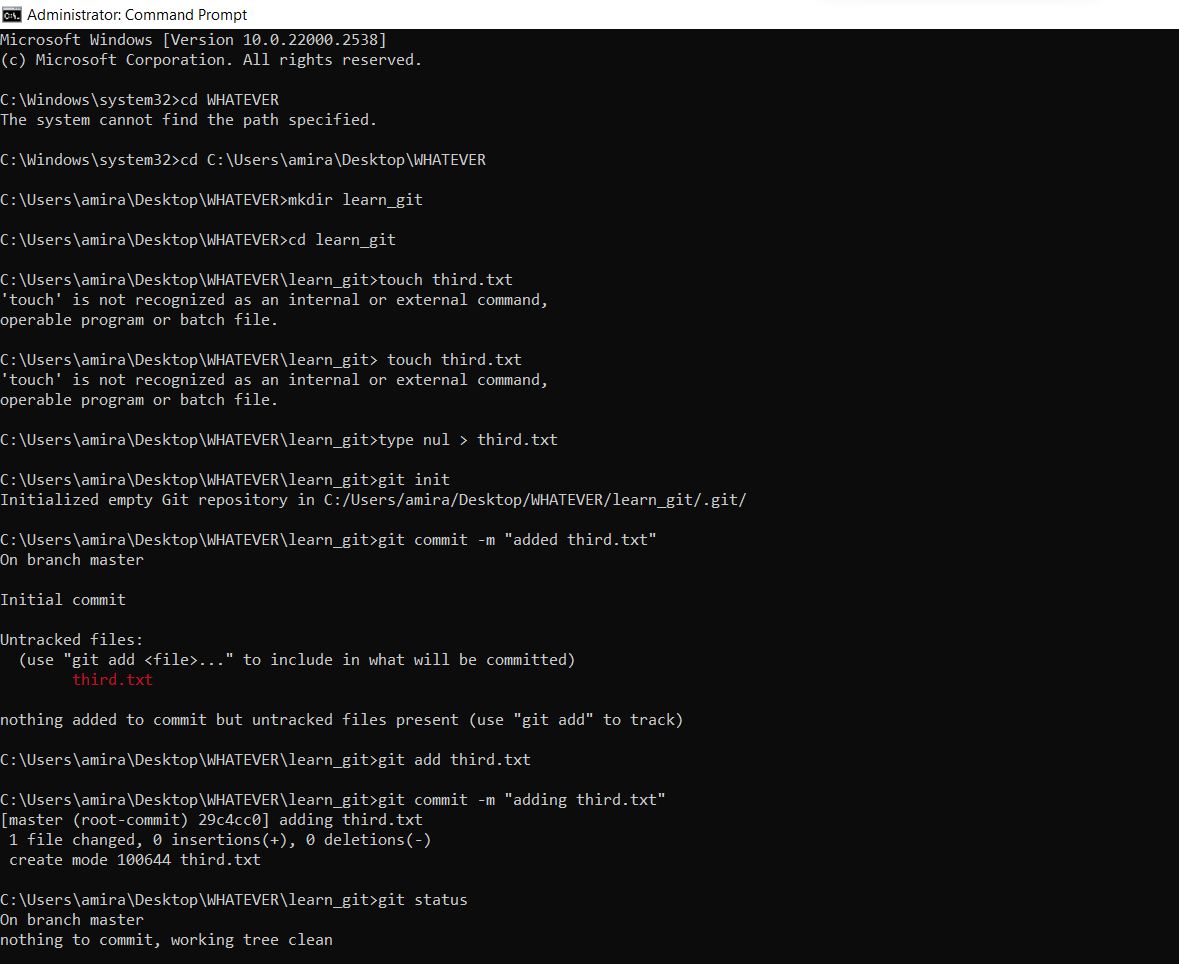 Administrator: Command Prompt
Microsoft Windows [Version 10.0.22000.2538]
(c) Microsoft Corporation. All rights reserved.
C:\Windows\system32>cd WHATEVER
The system cannot find the path specified.
C:\Windows\system32>cd C:\Users\amira\Desktop\WHATEVER
C:\Users\amira\Desktop\WHATEVER>mkdir learn_git
C:\Users\amira\Desktop\WHATEVER>cd learn_git
C:\Users\amira\Desktop\WHATEVER\learn_git>touch third.txt
'touch' is not recognized as an internal or external command,
operable program or batch file.
C:\Users\amira\Desktop\WHATEVER\learn_git> touch third.txt
'touch' is not recognized as an internal or external command,
operable program or batch file.
C:\Users\amira\Desktop\WHATEVER\learn_git>type nul > third.txt
C:\Users\amira\Desktop\WHATEVER\learn_git>git init
Initialized empty Git repository in C:/Users/amira/Desktop/WHATEVER/learn_git/.git/
C:\Users\amira\Desktop\WHATEVER\learn_git>git commit -m "added third.txt"
On branch master
Initial commit
Untracked files:
  (use "git add <file>..." to include in what will be committed)
        third.txt
nothing added to commit but untracked files present (use "git add" to track)
C:\Users\amira\Desktop\WHATEVER\learn_git>git add third.txt
C:\Users\amira\Desktop\WHATEVER\learn_git>git commit -m "adding third.txt"
[master (root-commit) 29c4cc0] adding third.txt
 1 file changed, 0 insertions(+), 0 deletions(-)
 create mode 100644 third.txt
C:\Users\amira\Desktop\WHATEVER\learn_git>git status
On branch master
nothing to commit, working tree clean